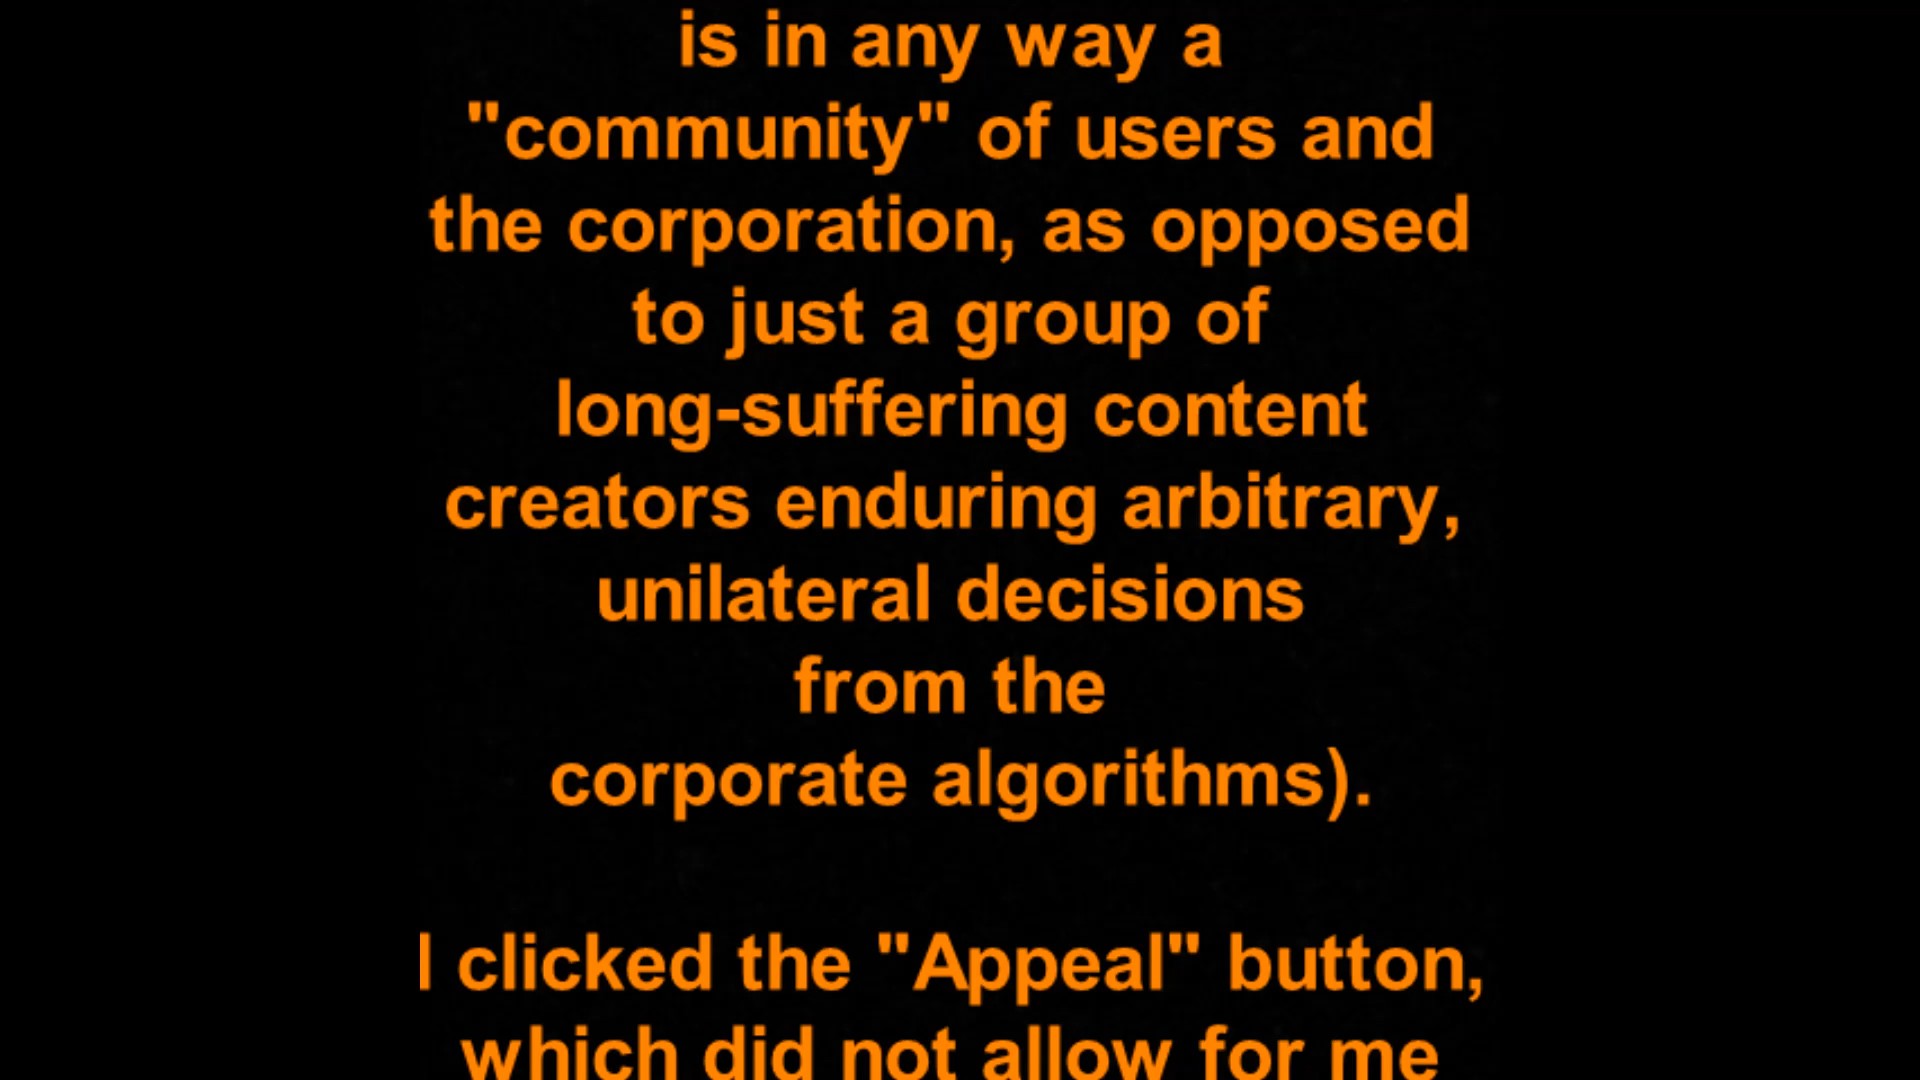 is in any way a
"community" of users and
the corporation, as opposed
to just a group of
long-suffering content
creators enduring arbitrary,
unilateral decisions
from the
corporate algorithms).
I clicked the "Appeal" button,
which did not allow for me